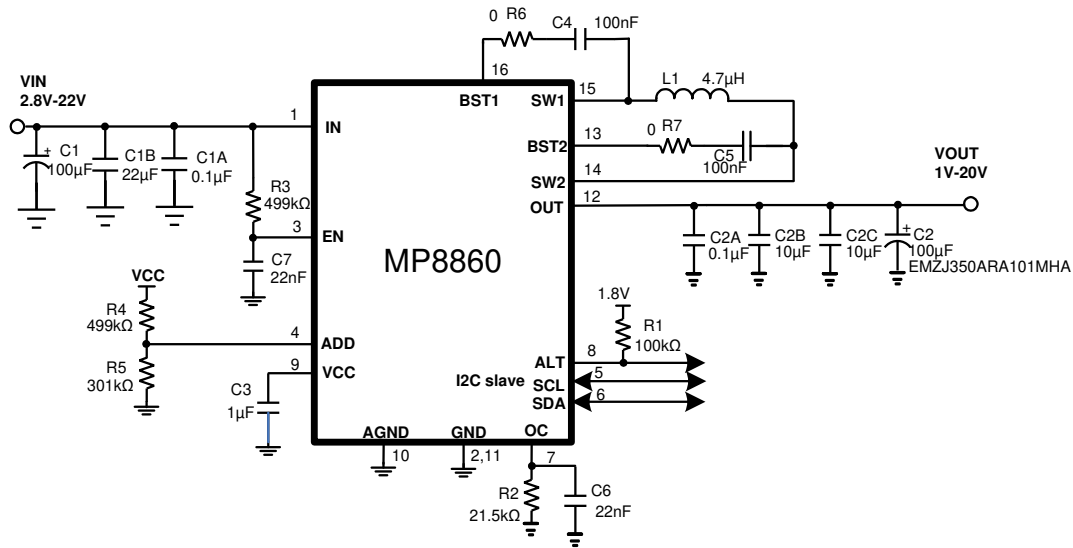 0 R6 C4 100nF
16
VIN
2.8V-22V
BST1
SW1
15
L1 4.7µH
1
IN
13
0 R7
BST2
C5
100nF
14
SW2
12
OUT
VOUT
1V-20V
+ C1
100µF
C1B
22µF
C1A
0.1µF
R3
499kΩ
3
EN
C7
22nF
MP8860
C2A
0.1µF
C2B
10µF
C2C
10µF
+ C2
100µF
EMZJ350ARA101MHA
VCC
R4
499kΩ
1.8V
R1
100kΩ
4
ADD
8
ALT
R5
301kΩ
9
VCC
I2C slave
5
SCL
6
SDA
C3
1µF
AGND
GND
OC
10
2,11
7
R2
21.5kΩ
C6
22nF